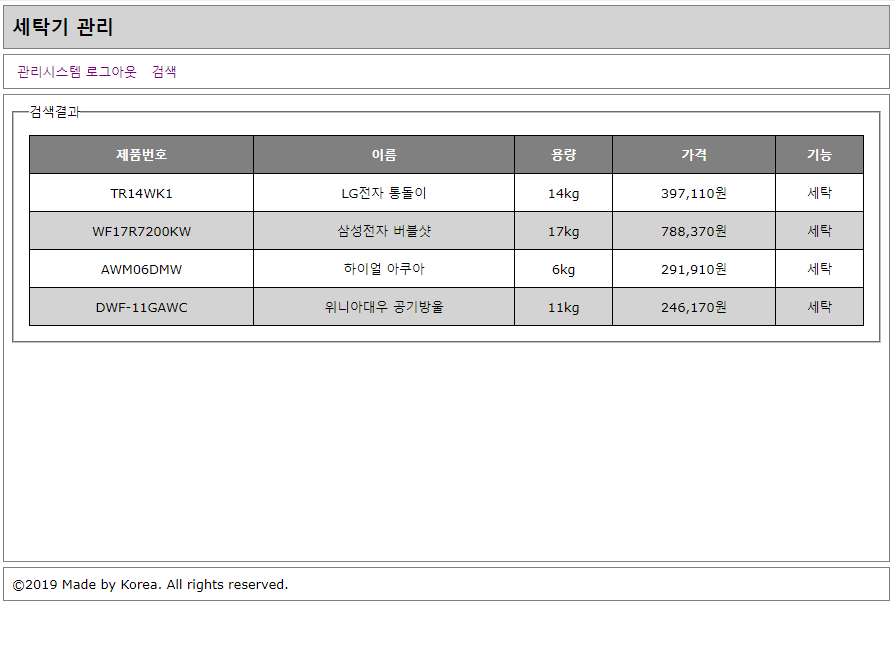 세탁기 관리
관리시스템 로그아웃 검색
검색결과
제품번호 이름 용량 가격 기능
TR14WK1 LG전자 통돌이 14kg 397,110원 세탁
WF17R7200KW 삼성전자 버블샷 17kg 788,370원 세탁
AWM06DMW 하이얼 아쿠아 6kg 291,910원 세탁
DWF-11GAWC 위니아대우 공기방울 11kg 246,170원 세탁
©2019 Made by Korea. All rights reserved.